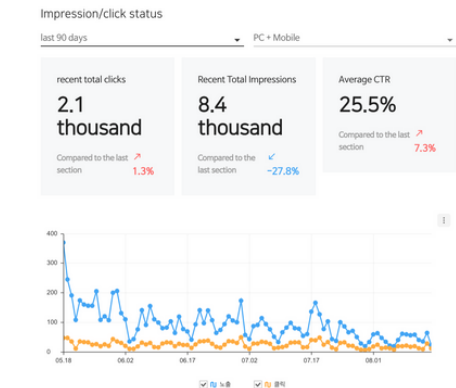 Impression/click status
last 90 days
PC + Mobile
recent total clicks
2.1
thousand
Compared to the last
section
1.3%
Recent Total Impressions
8.4
thousand
Compared to the
last section
-27.8%
Average CTR
25.5%
Compared to the last
section
7.3%
400
300
200
100
0
05.18
06.02
06.17
07.02
07.17
08.01
노출
클릭